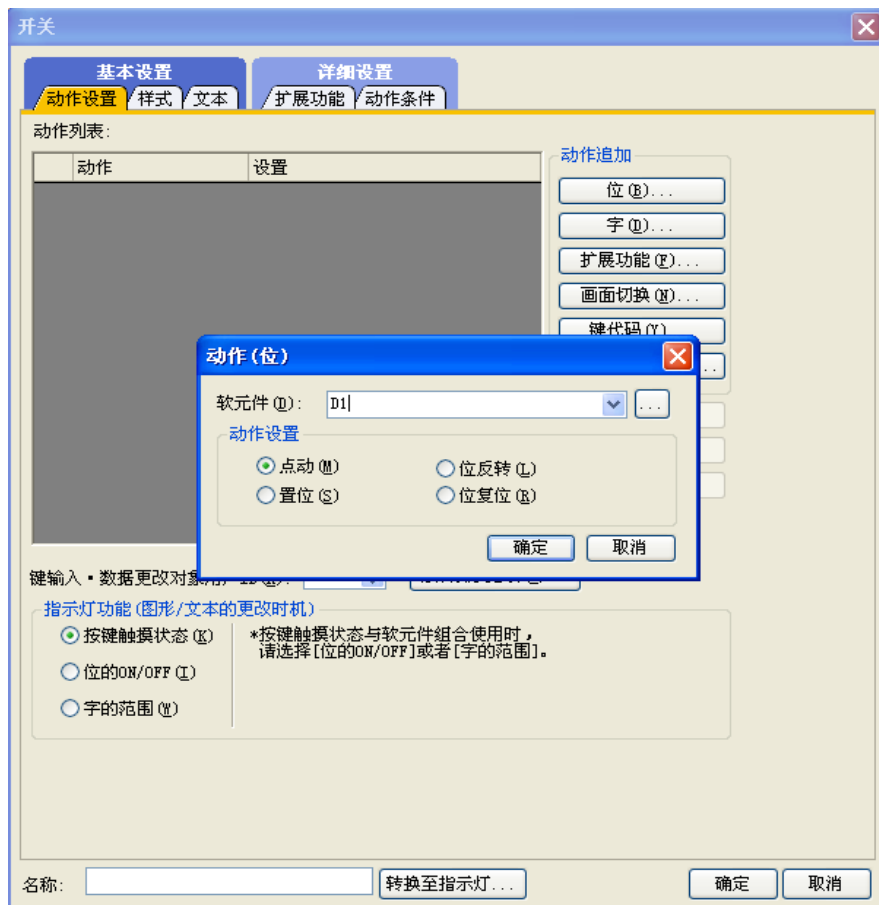 开关
基本设置
详细设置
动作设置 样式 文本 扩展功能 动作条件
动作列表:
动作 设置
动作追加
位(B)...
字(D)...
扩展功能(F)...
画面切换(N)...
键代码(Y)...
动作(位)
软元件(D): D1 ...
动作设置
点动(M) 位反转(L)
置位(S) 位复位(R)
确定 取消
键输入·数据更改对象用
指示灯功能(图形/文本的更改时机)
按键触摸状态(K)
*按键触摸状态与软元件组合使用时,
请选择[位的ON/OFF]或者[字的范围]。
位的ON/OFF(I)
字的范围(W)
名称: 转换至指示灯... 确定 取消